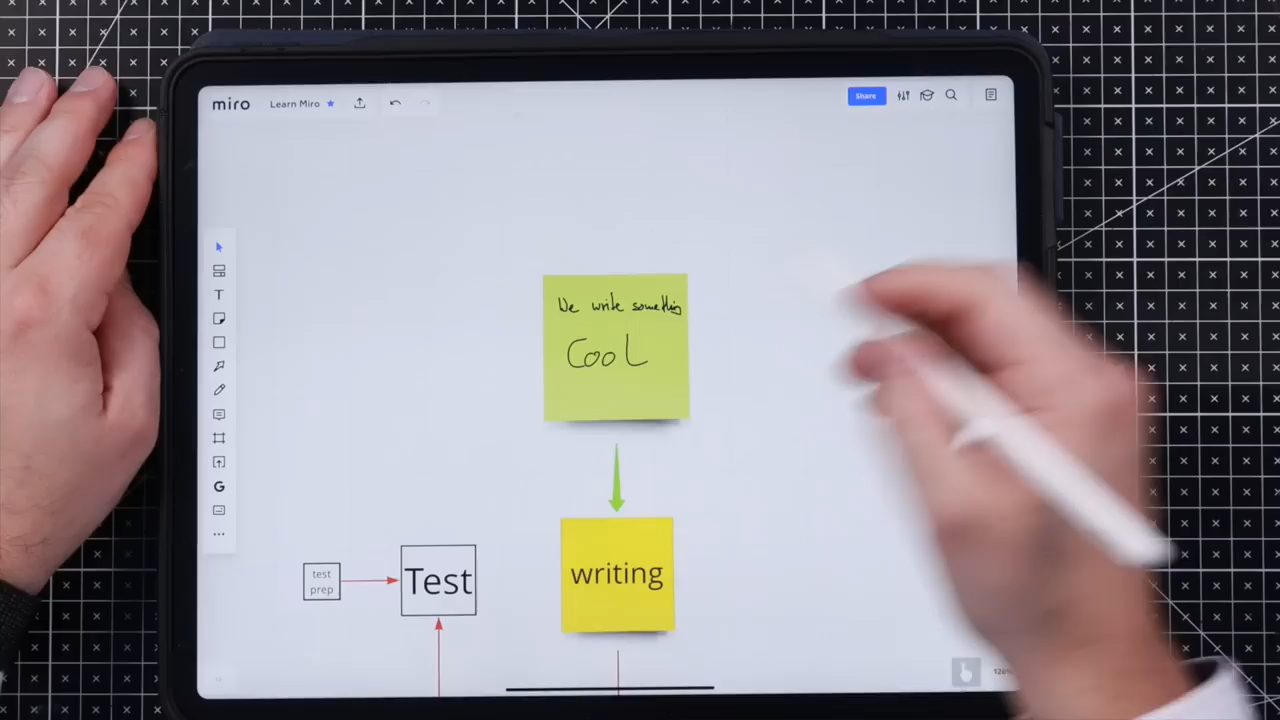 miro
Learn Miro
Share
We write something
Cool
writing
test
prep
Test